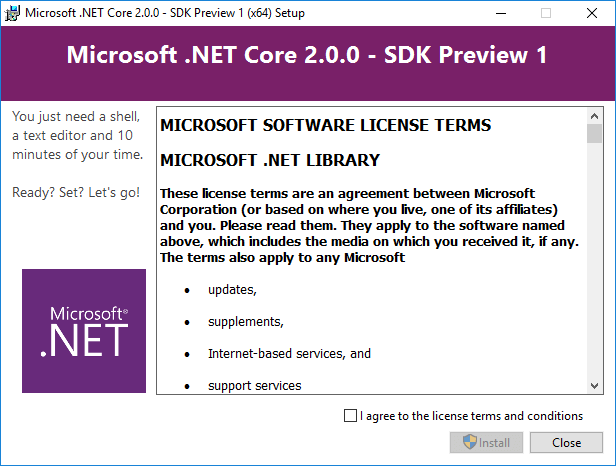 Microsoft .NET Core 2.0.0 - SDK Preview 1 (x64) Setup
Microsoft .NET Core 2.0.0 - SDK Preview 1
You just need a shell,
a text editor and 10
minutes of your time.
Ready? Set? Let's go!
Microsoft®
.NET
MICROSOFT SOFTWARE LICENSE TERMS
MICROSOFT .NET LIBRARY
These license terms are an agreement between Microsoft
Corporation (or based on where you live, one of its affiliates)
and you. Please read them. They apply to the software named
above, which includes the media on which you received it, if any.
The terms also apply to any Microsoft
• updates,
• supplements,
• Internet-based services, and
• support services
I agree to the license terms and conditions
Install
Close